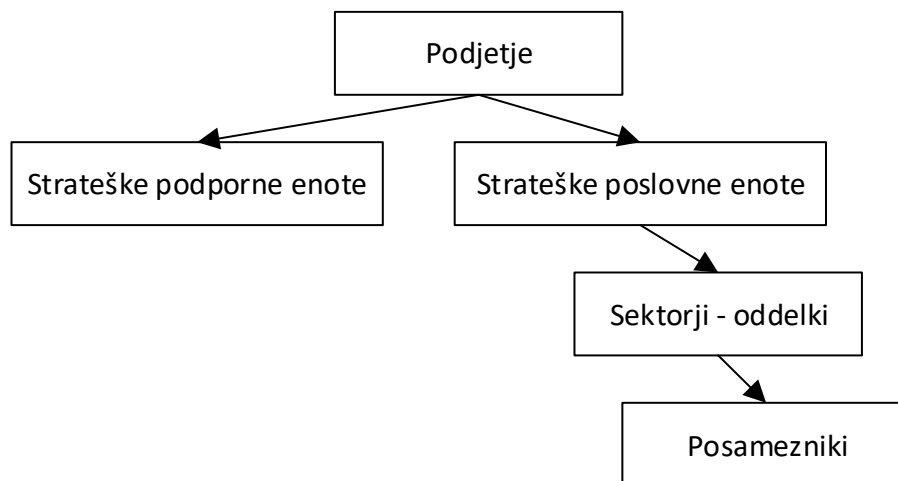 Podjetje
Strateške podporne enote
Strateške poslovne enote
Sektorji - oddelki
Posamezniki